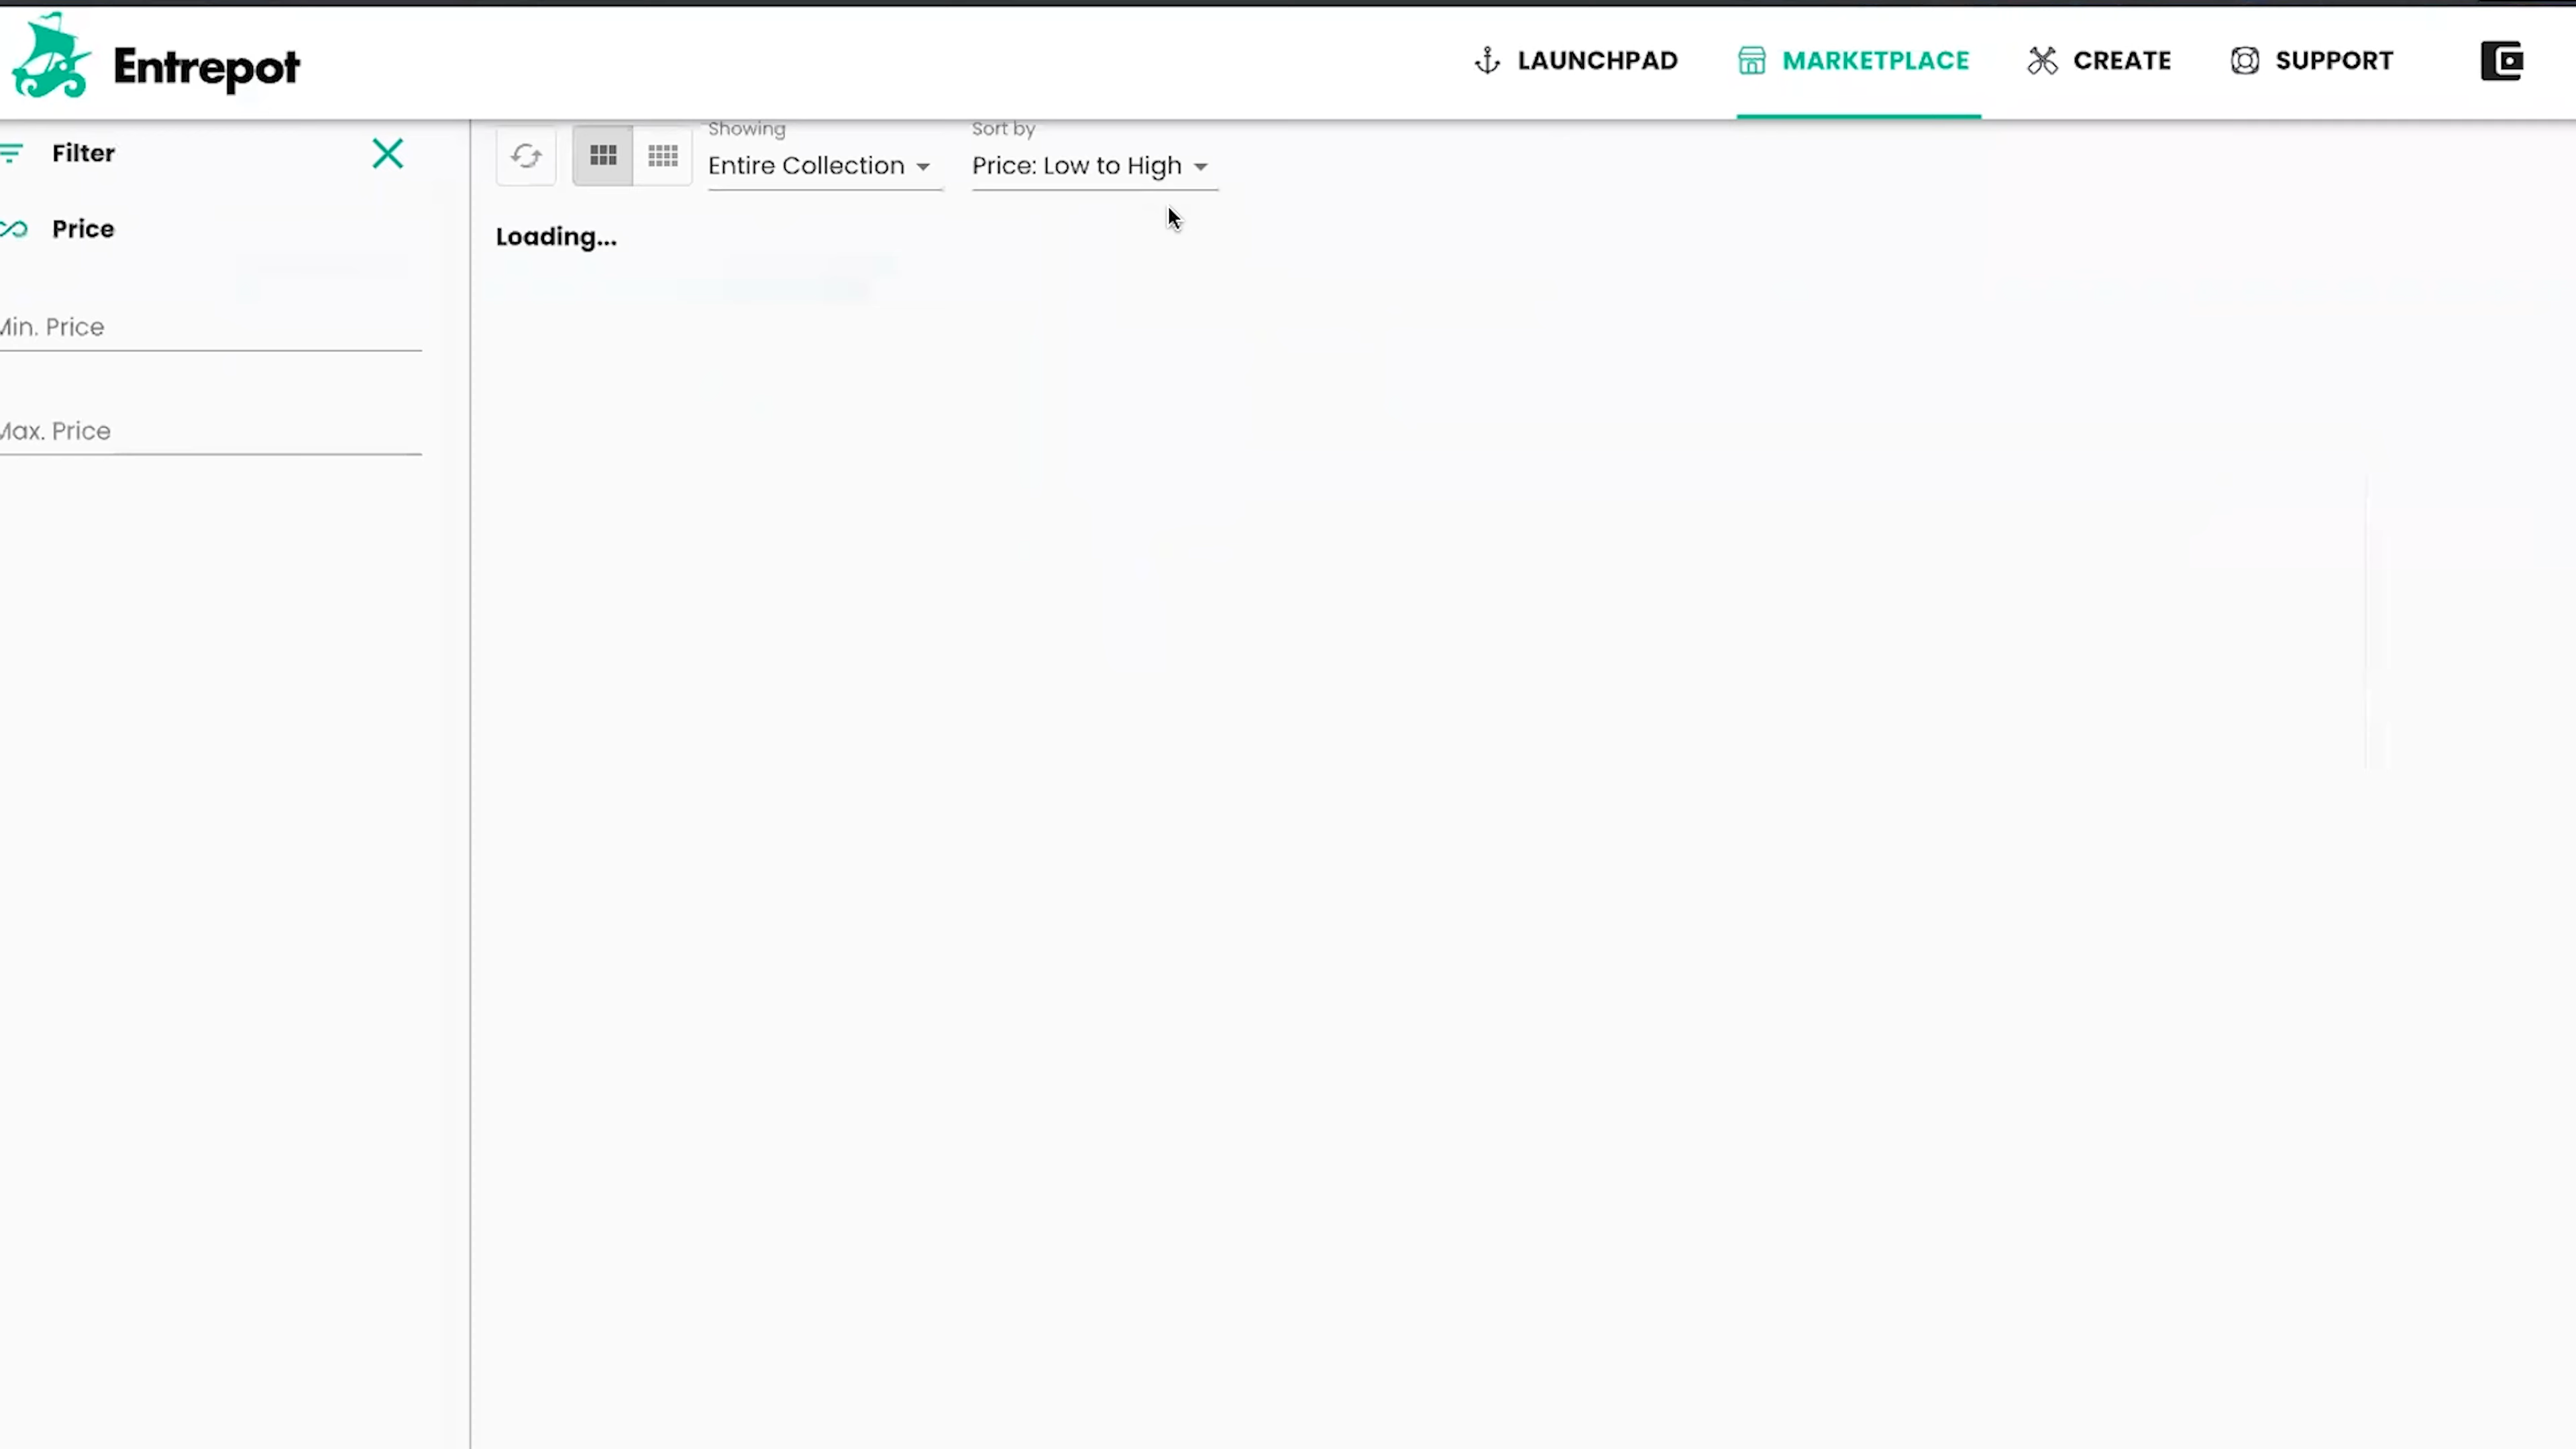 Entrepot
LAUNCHPAD
MARKETPLACE
CREATE
SUPPORT
Filter
Price
Min. Price
Max. Price
Showing
Entire Collection
Sort by
Price: Low to High
Loading...